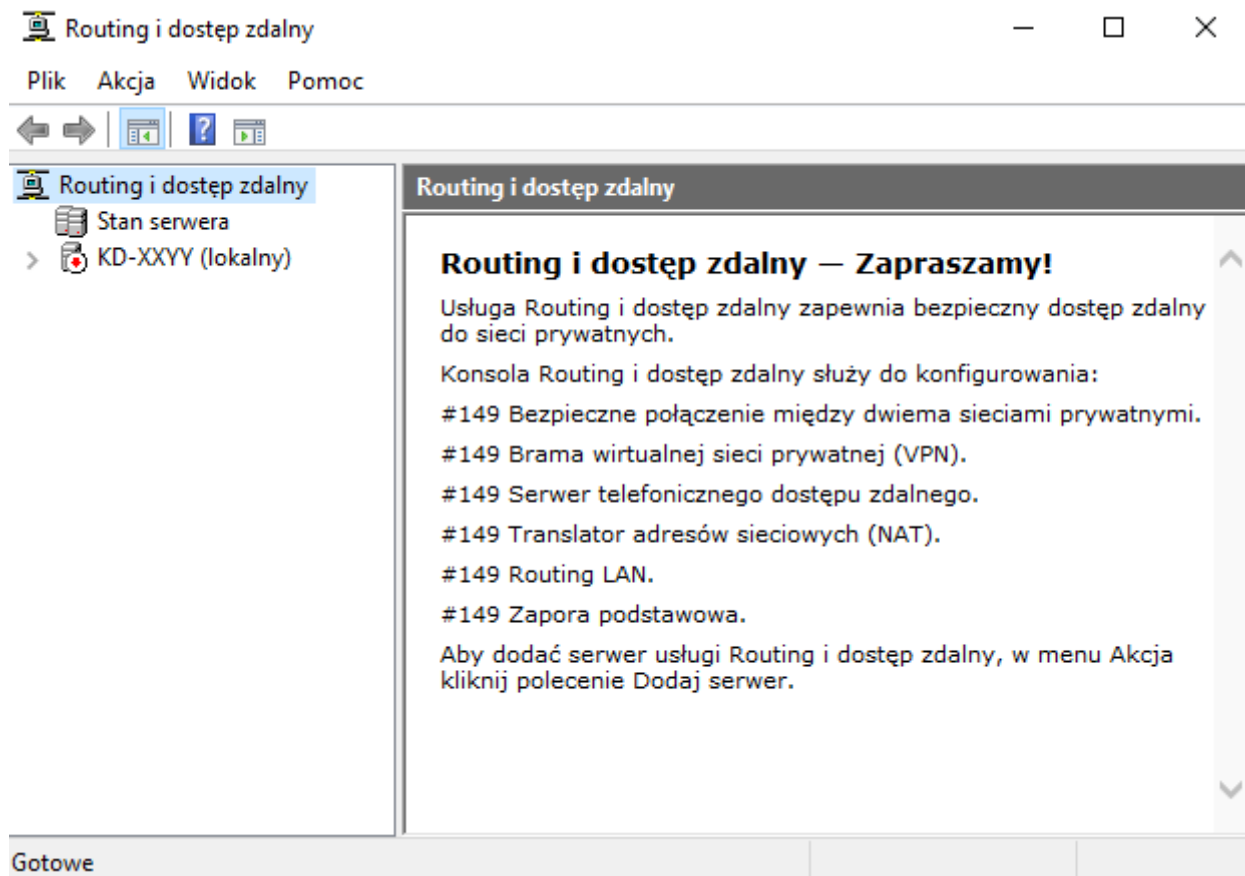 Routing i dostęp zdalny
Plik Akcja Widok Pomoc
Routing i dostęp zdalny
Stan serwera
KD-XXYY (lokalny)
Routing i dostęp zdalny
Routing i dostęp zdalny — Zapraszamy!
Usługa Routing i dostęp zdalny zapewnia bezpieczny dostęp zdalny
do sieci prywatnych.
Konsola Routing i dostęp zdalny służy do konfigurowania:
#149 Bezpieczne połączenie między dwiema sieciami prywatnymi.
#149 Brama wirtualnej sieci prywatnej (VPN).
#149 Serwer telefonicznego dostępu zdalnego.
#149 Translator adresów sieciowych (NAT).
#149 Routing LAN.
#149 Zapora podstawowa.
Aby dodać serwer usługi Routing i dostęp zdalny, w menu Akcja
kliknij polecenie Dodaj serwer.
Gotowe